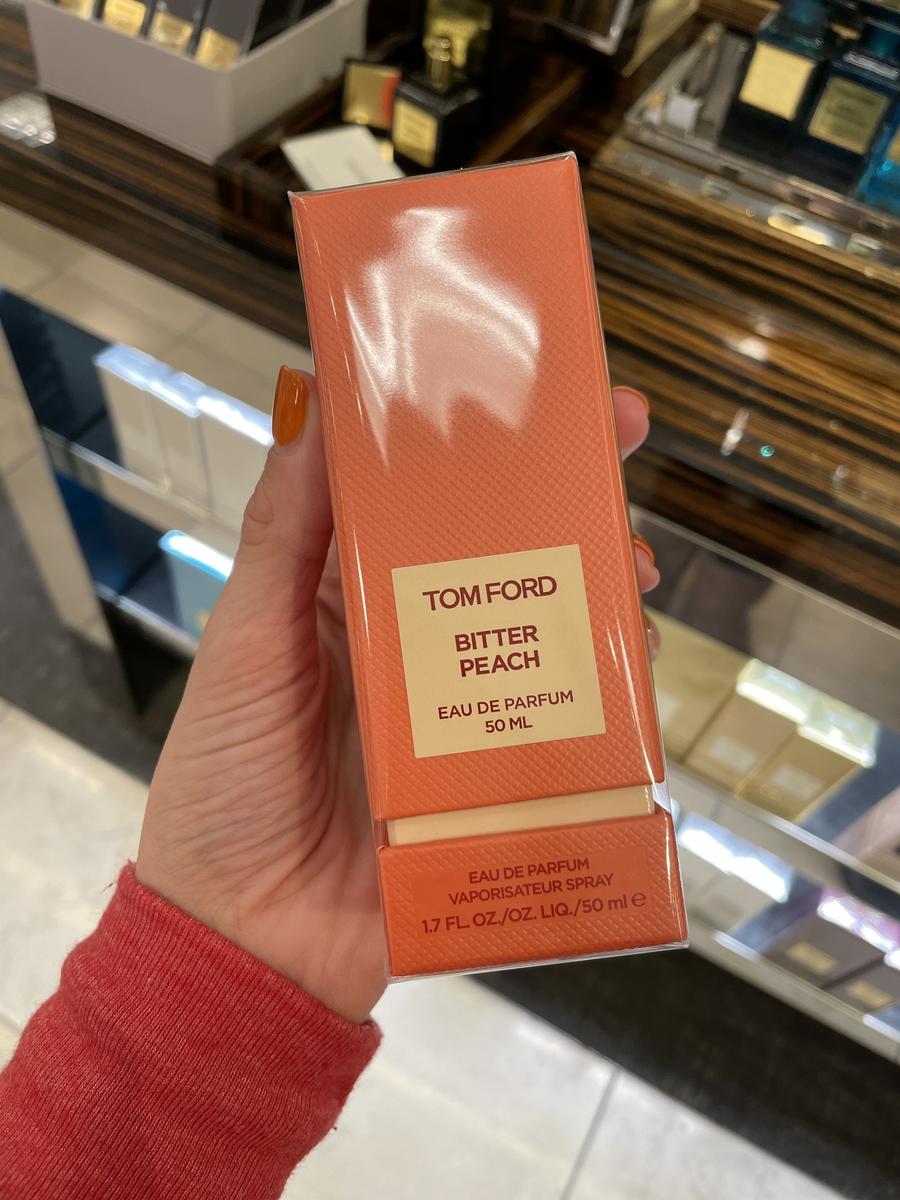 TOM FORD
BITTER
PEACH
EAU DE PARFUM
50 ML
EAU DE PARFUM
VAPORISATEUR SPRAY
1.7 FL. OZ./OZ. LIQ./50 ml ℮